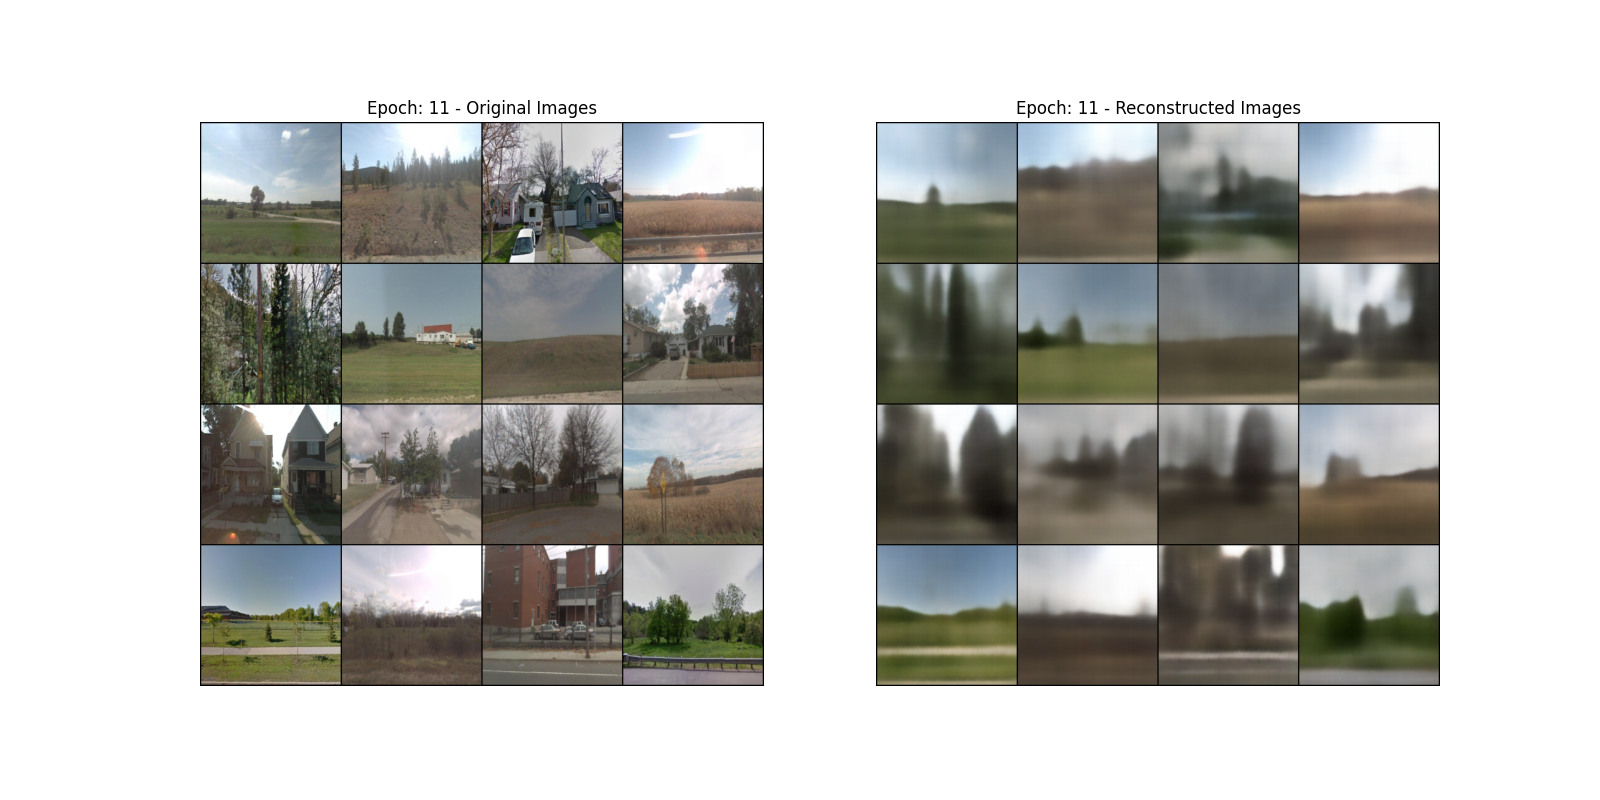 Epoch: 11 - Original Images
Epoch: 11 - Reconstructed Images